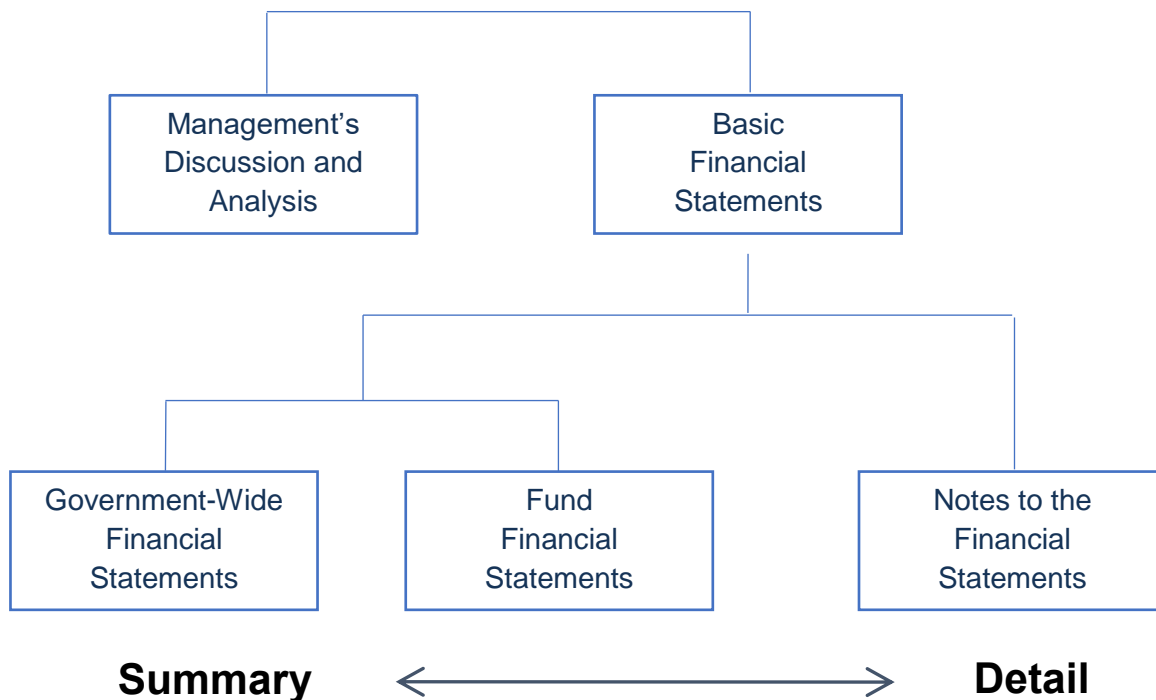 Management’s
Discussion and
Analysis
Basic
Financial
Statements
Government-Wide
Financial
Statements
Fund
Financial
Statements
Notes to the
Financial
Statements
Summary
Detail